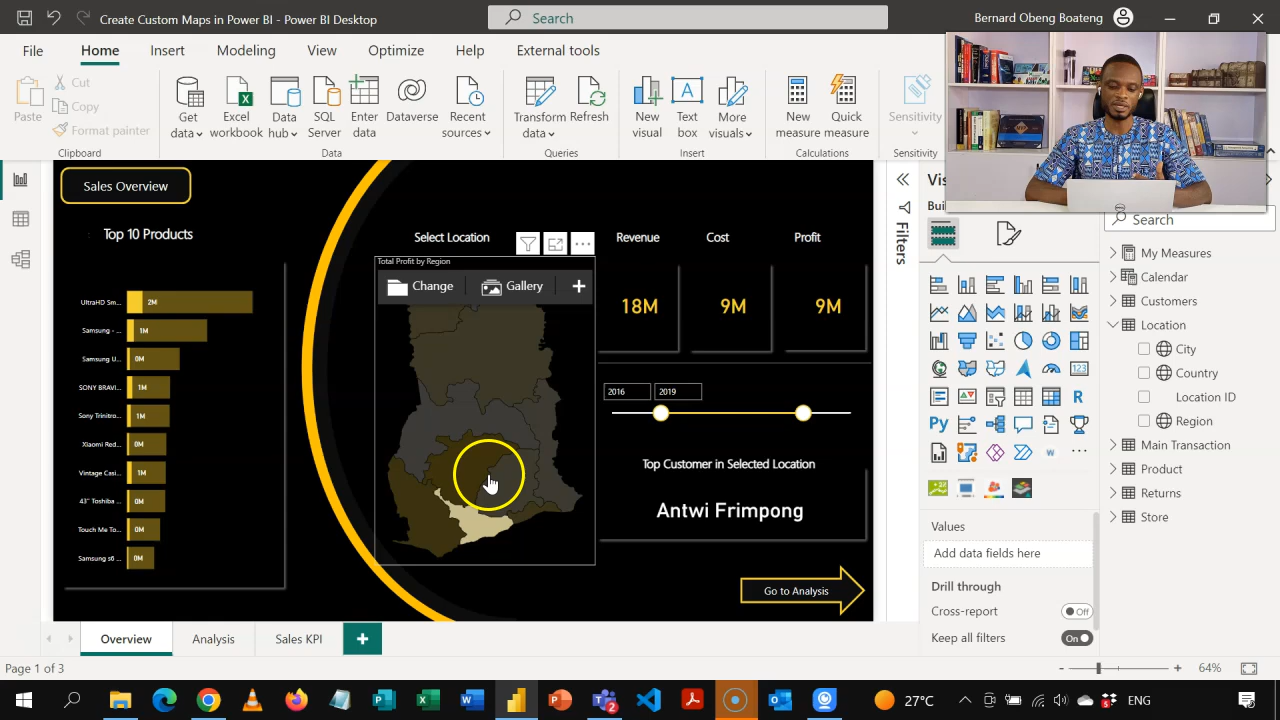 Create Custom Maps in Power BI - Power BI Desktop
Search
Bernard Obeng Boateng
File
Home
Insert
Modeling
View
Optimize
Help
External tools
Paste
Cut
Copy
Format painter
Clipboard
Get data
Excel workbook
Data hub
SQL Server
Enter data
Dataverse
Recent sources
Data
Transform data
Refresh
Queries
New visual
Text box
More visuals
Insert
New measure
Quick measure
Calculations
Sensitivity
Sensitivity
Sales Overview
Top 10 Products
UltraHD Sm...
2M
Samsung - ...
1M
Samsung U...
0M
SONY BRAVI...
1M
Sony Trinitro...
1M
Xiaomi Red...
0M
Vintage Casi...
1M
43" Toshiba ...
0M
Touch Me To...
0M
Samsung s6 ...
0M
Select Location
Total Profit by Region
Change
Gallery
Revenue
Cost
Profit
18M
9M
9M
2016
2019
Top Customer in Selected Location
Antwi Frimpong
Go to Analysis
Filters
Vis
Bui
Values
Add data fields here
Drill through
Cross-report
Off
Keep all filters
On
Search
My Measures
Calendar
Customers
Location
City
Country
Location ID
Region
Main Transaction
Product
Returns
Store
R
Py
123
Overview
Analysis
Sales KPI
Page 1 of 3
64%
27°C
ENG